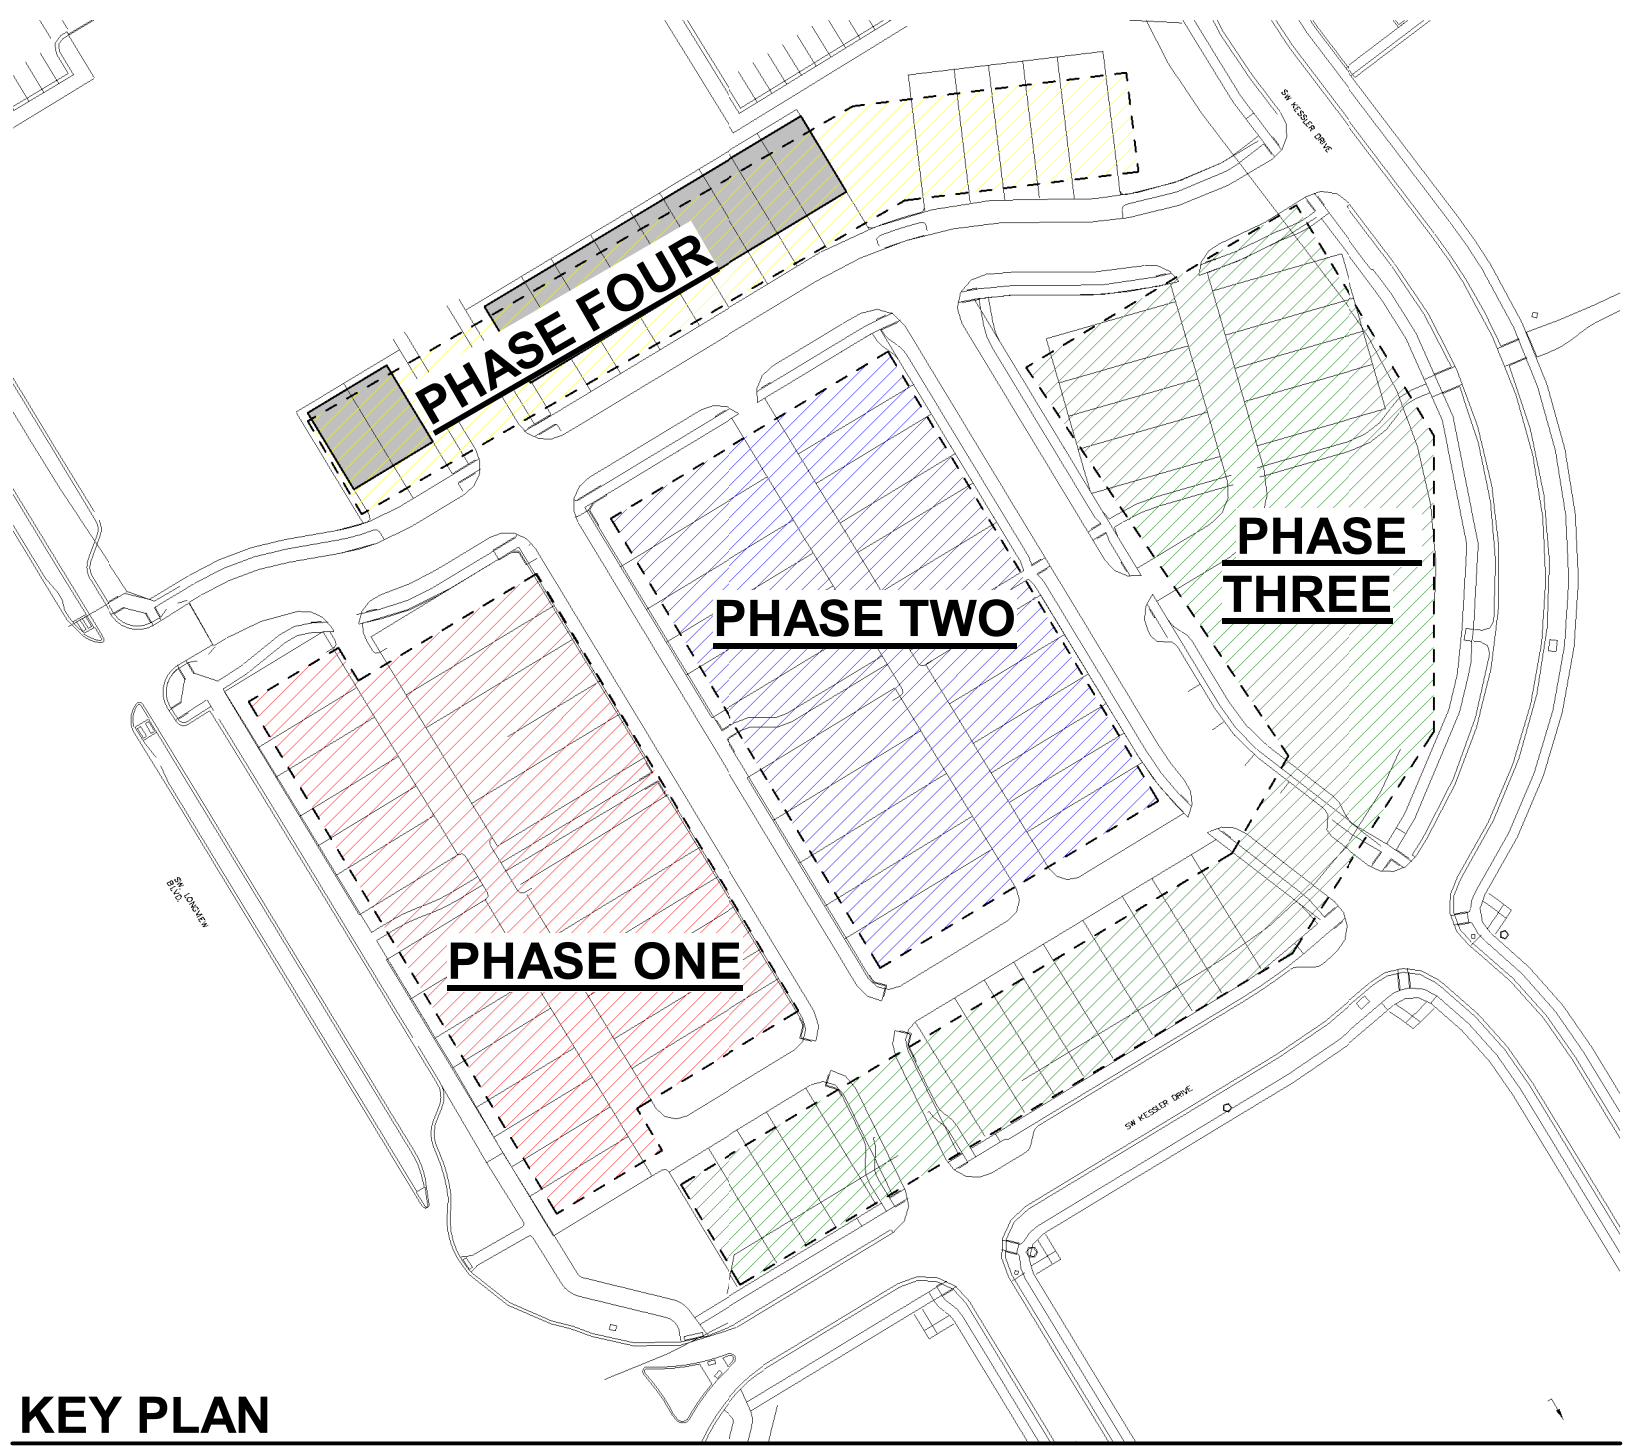 SW KESSLER DRIVE
PHASE FOUR
PHASE
THREE
PHASE TWO
SW LONGVIEW
BLVD.
PHASE ONE
SW KESSLER DRIVE
KEY PLAN